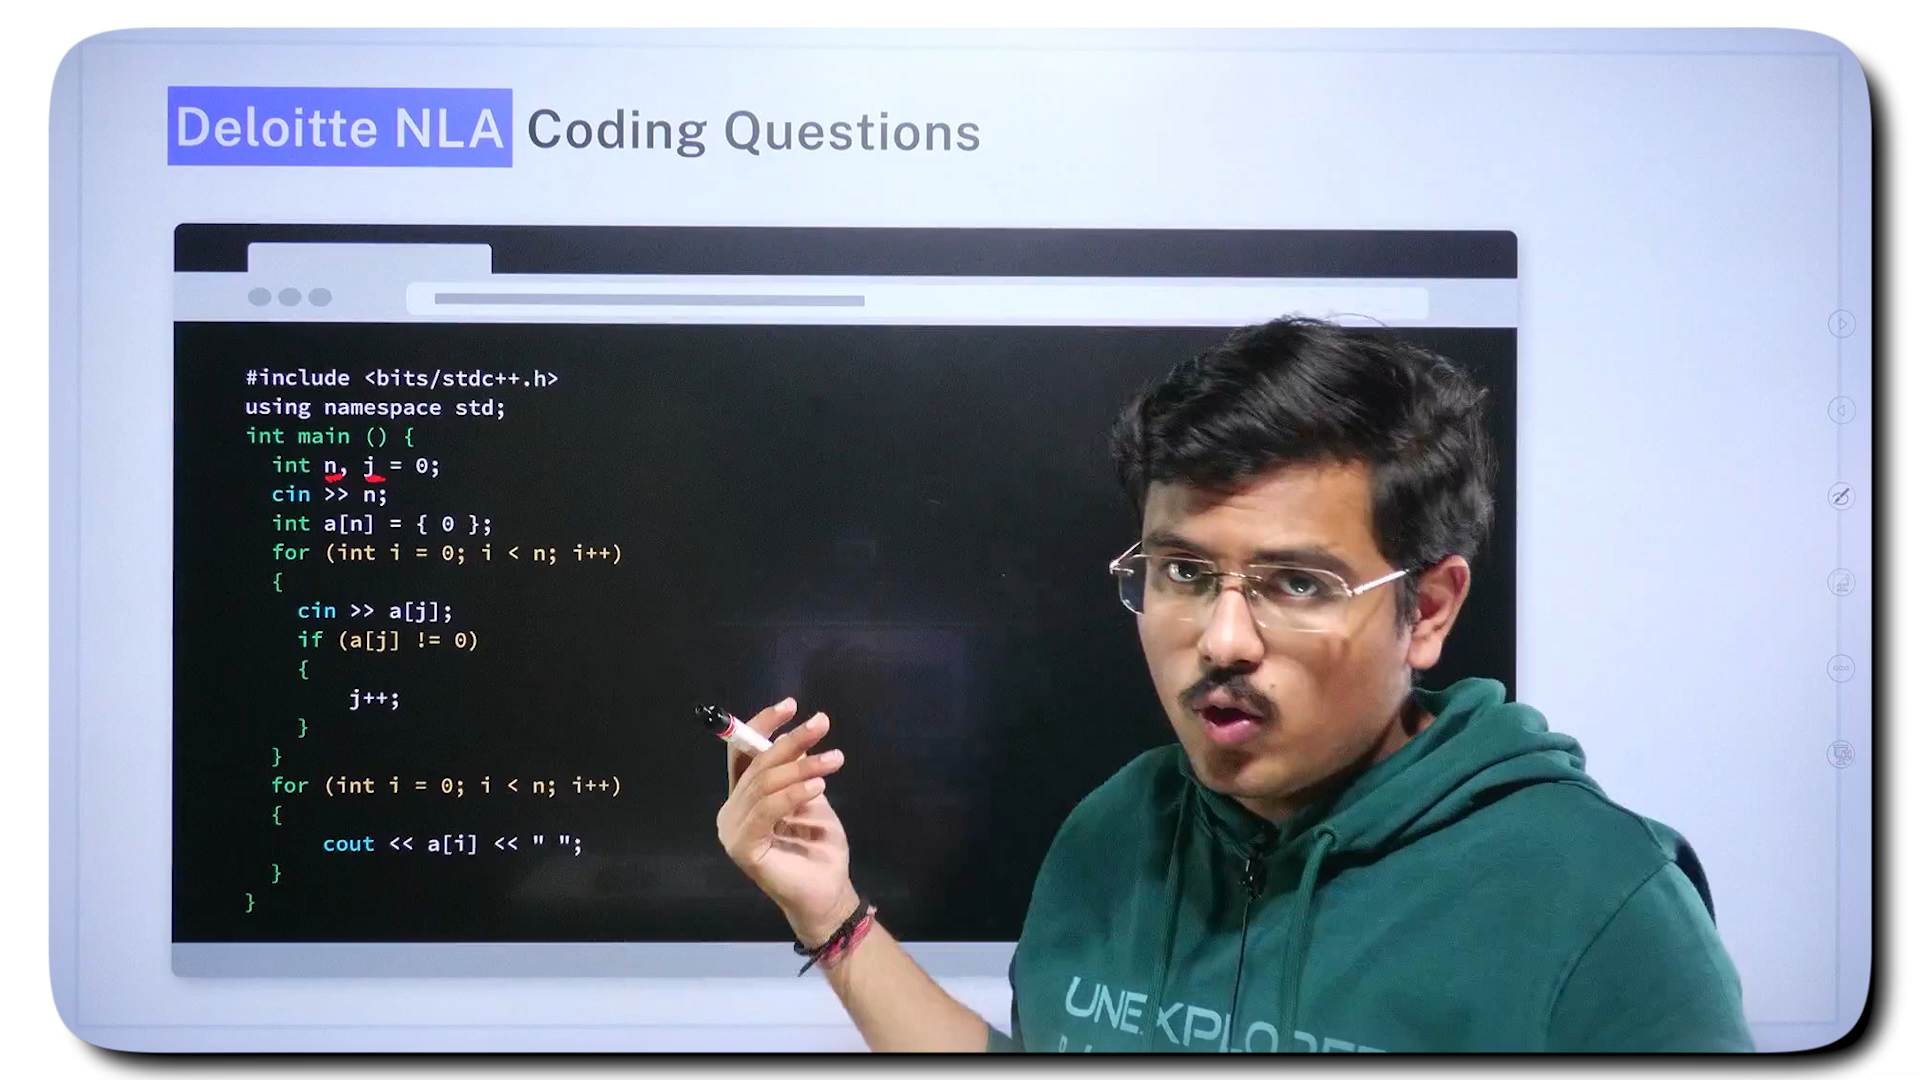 Deloitte NLA Coding Questions
#include <bits/stdc++.h>
using namespace std;
int main () {
int n, j = 0;
cin >> n;
int a[n] = { 0 };
for (int i = 0; i < n; i++)
{
cin >> a[j];
if (a[j] != 0)
{
j++;
}
}
for (int i = 0; i < n; i++)
{
cout << a[i] << " ";
}
}
UNEXPLORE